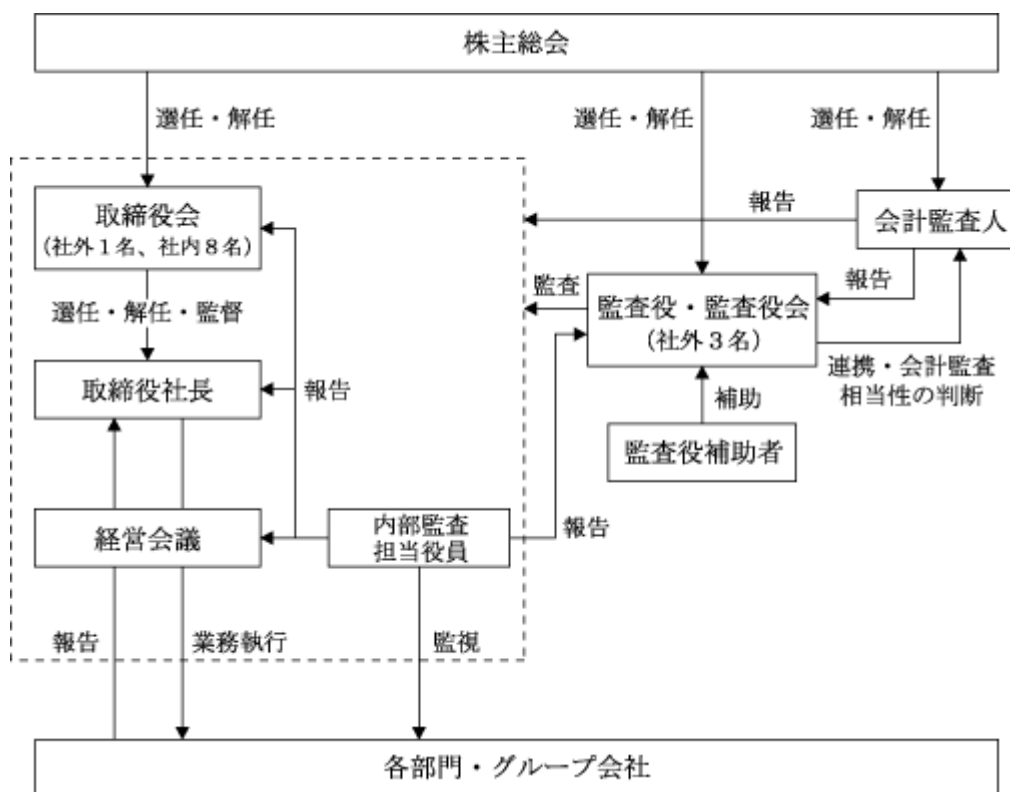 株主総会
選任・解任
選任・解任
選任・解任
取締役会
(社外1名、社内8名)
報告
会計監査人
監査
監査役・監査役会
(社外3名)
報告
選任・解任・監督
連携・会計監査
相当性の判断
取締役社長
報告
補助
監査役補助者
経営会議
内部監査
担当役員
報告
報告
業務執行
監視
各部門・グループ会社